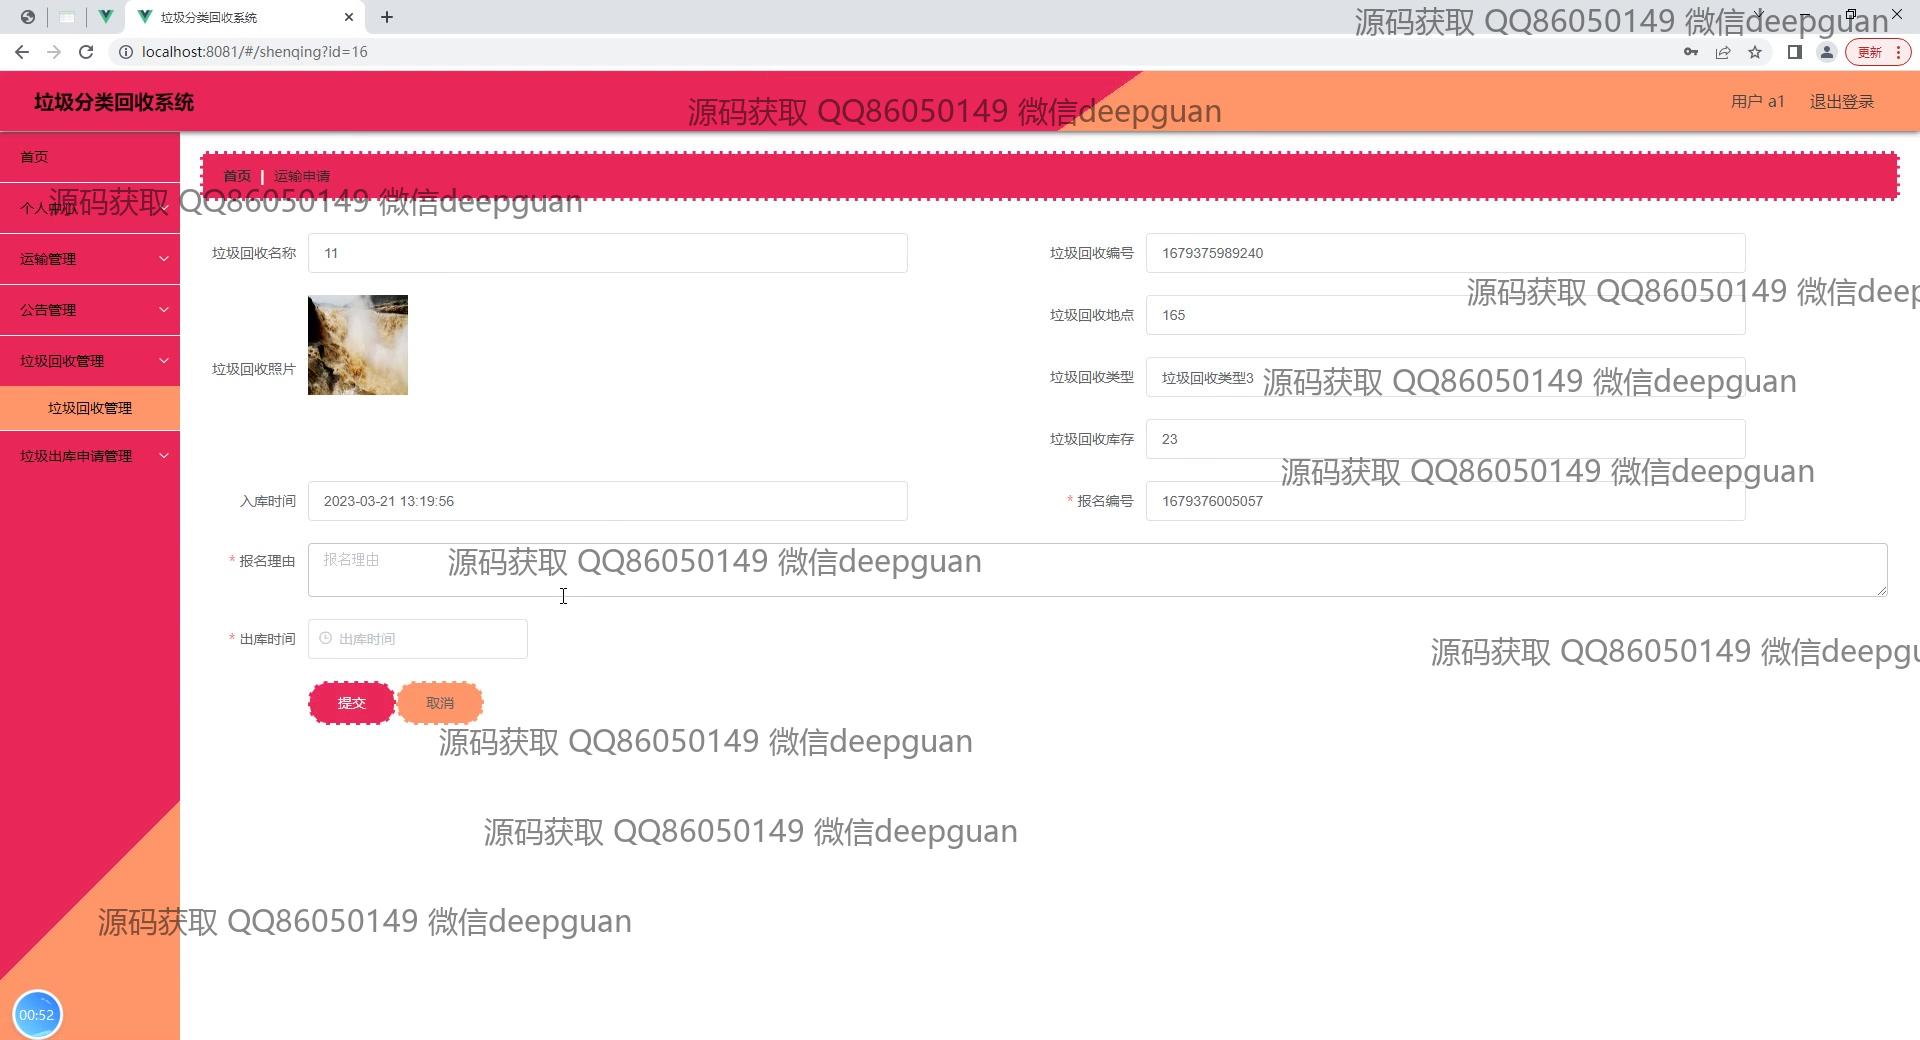 垃圾分类回收系统
源码获取 QQ86050149 微信deepguan
localhost:8081/#/shenqing?id=16
更新
垃圾分类回收系统
源码获取 QQ86050149 微信deepguan
用户 a1
退出登录
首页
首页 | 运输申请
个人中心
源码获取 QQ86050149 微信deepguan
运输管理
公告管理
垃圾回收管理
垃圾回收管理
垃圾出库申请管理
垃圾回收名称
11
垃圾回收编号
1679375989240
源码获取 QQ86050149 微信deep
垃圾回收照片
垃圾回收地点
165
垃圾回收类型
垃圾回收类型3
源码获取 QQ86050149 微信deepguan
垃圾回收库存
23
源码获取 QQ86050149 微信deepguan
入库时间
2023-03-21 13:19:56
* 报名编号
1679376005057
* 报名理由
报名理由
源码获取 QQ86050149 微信deepguan
* 出库时间
出库时间
源码获取 QQ86050149 微信deepgu
提交
取消
源码获取 QQ86050149 微信deepguan
源码获取 QQ86050149 微信deepguan
源码获取 QQ86050149 微信deepguan
00:52